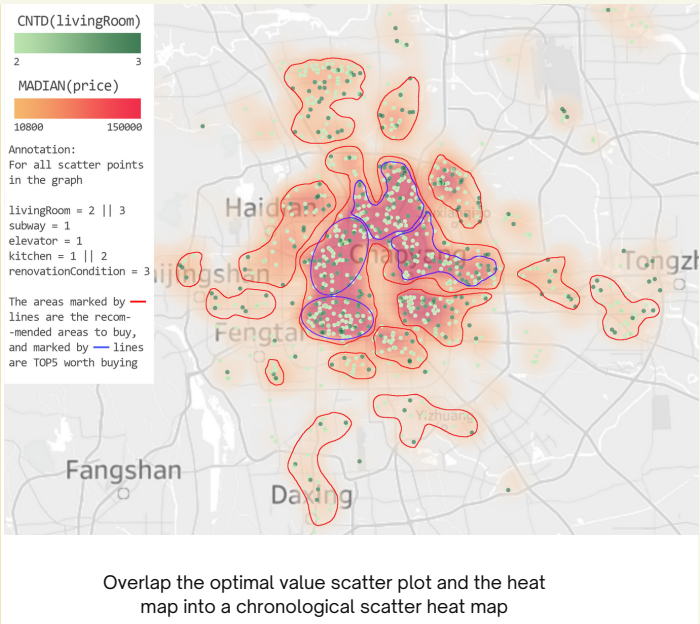 CNTD(livingRoom)
2 3
MADIAN(price)
10800 150000
Annotation:
For all scatter points
in the graph
livingRoom = 2 || 3
subway = 1
elevator = 1
kitchen = 1 || 2
renovationCondition = 3
The areas marked by
lines are the recom-
-mended areas to buy,
and marked by lines
are TOP5 worth buying
Haidian
Chaoyang
ijingshan
Tongzh
Fengtai
Yizhuang
Fangshan
Daxing
Overlap the optimal value scatter plot and the heat
map into a chronological scatter heat map